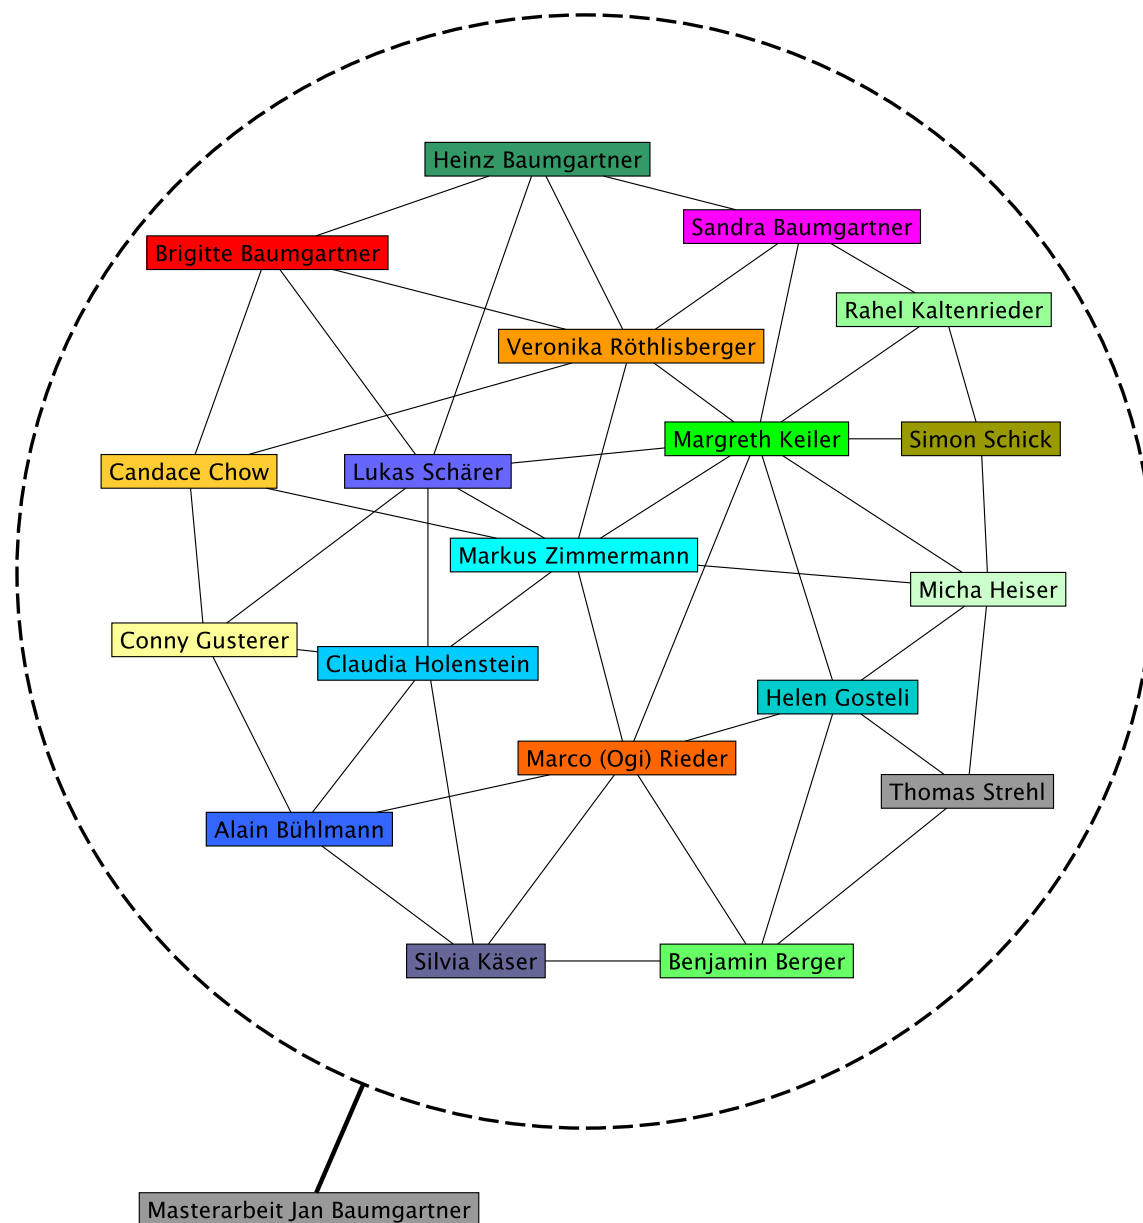 Heinz Baumgartner
Sandra Baumgartner
Brigitte Baumgartner
Rahel Kaltenrieder
Veronika Röthlisberger
Margreth Keiler
Simon Schick
Candace Chow
Lukas Schärer
Markus Zimmermann
Micha Heiser
Conny Gusterer
Claudia Holenstein
Helen Gosteli
Marco (Ogi) Rieder
Thomas Strehl
Alain Bühlmann
Silvia Käser
Benjamin Berger
Masterarbeit Jan Baumgartner